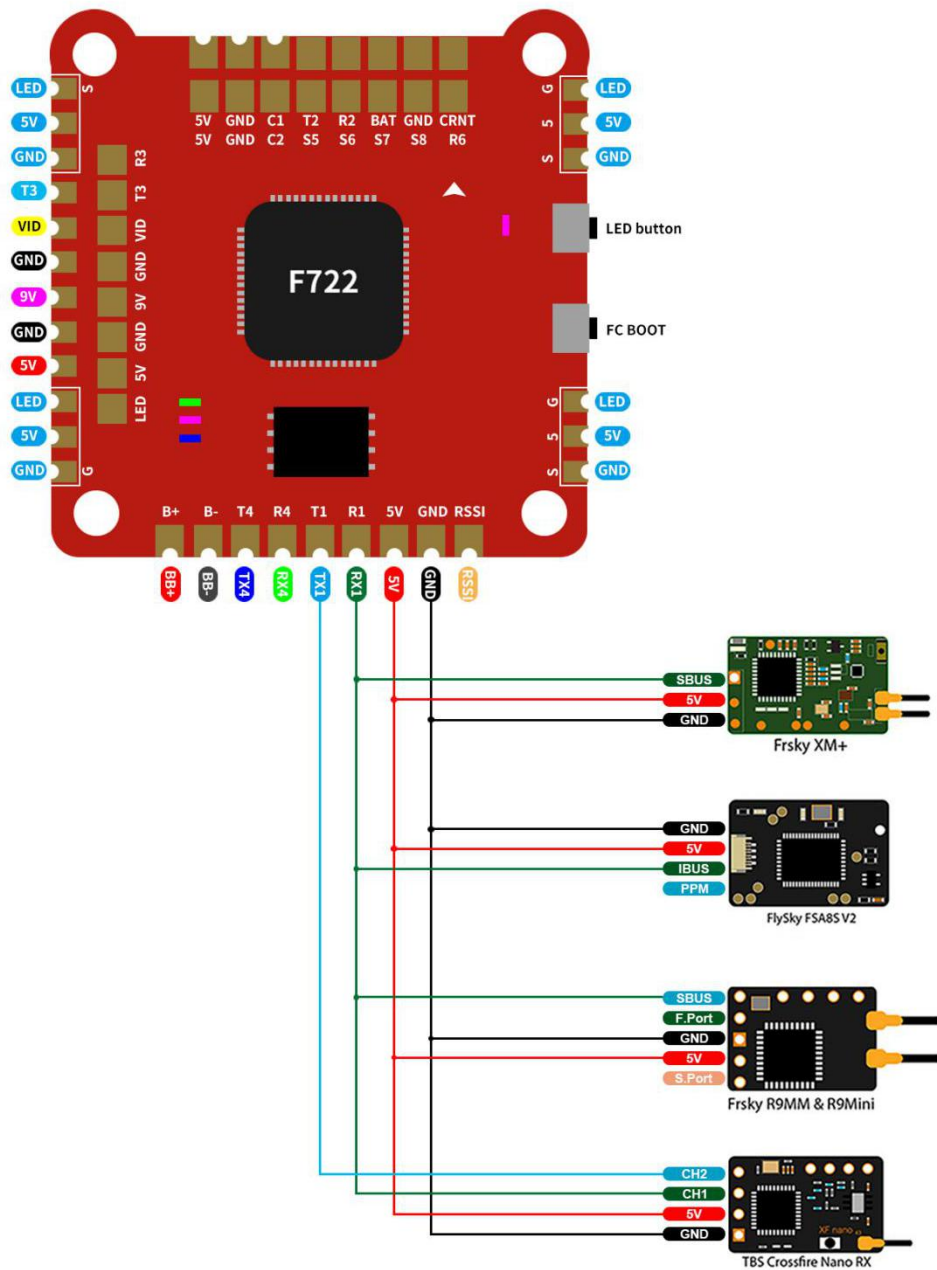 5V GND C1 T2 R2 BAT GND CRNT
5V GND C2 S5 S6 S7 S8 R6
LED
5V
GND
T3
VID
GND
9V
GND
5V
LED
5V
GND
S
R3
T3
VID
GND
9V
GND
5V
LED
G
F722
G
5
S
LED
5V
GND
LED button
FC BOOT
G
5
S
LED
5V
GND
B+ B- T4 R4 T1 R1 5V GND RSSI
BB+ BB- TX4 RX4 TX1 RX1 5V GND RSSI
SBUS
5V
GND
Frsky XM+
GND
5V
IBUS
PPM
FlySky FSA8S V2
SBUS
F.Port
GND
5V
S.Port
Frsky R9MM & R9Mini
CH2
CH1
5V
GND
XF nano
TBS Crossfire Nano RX